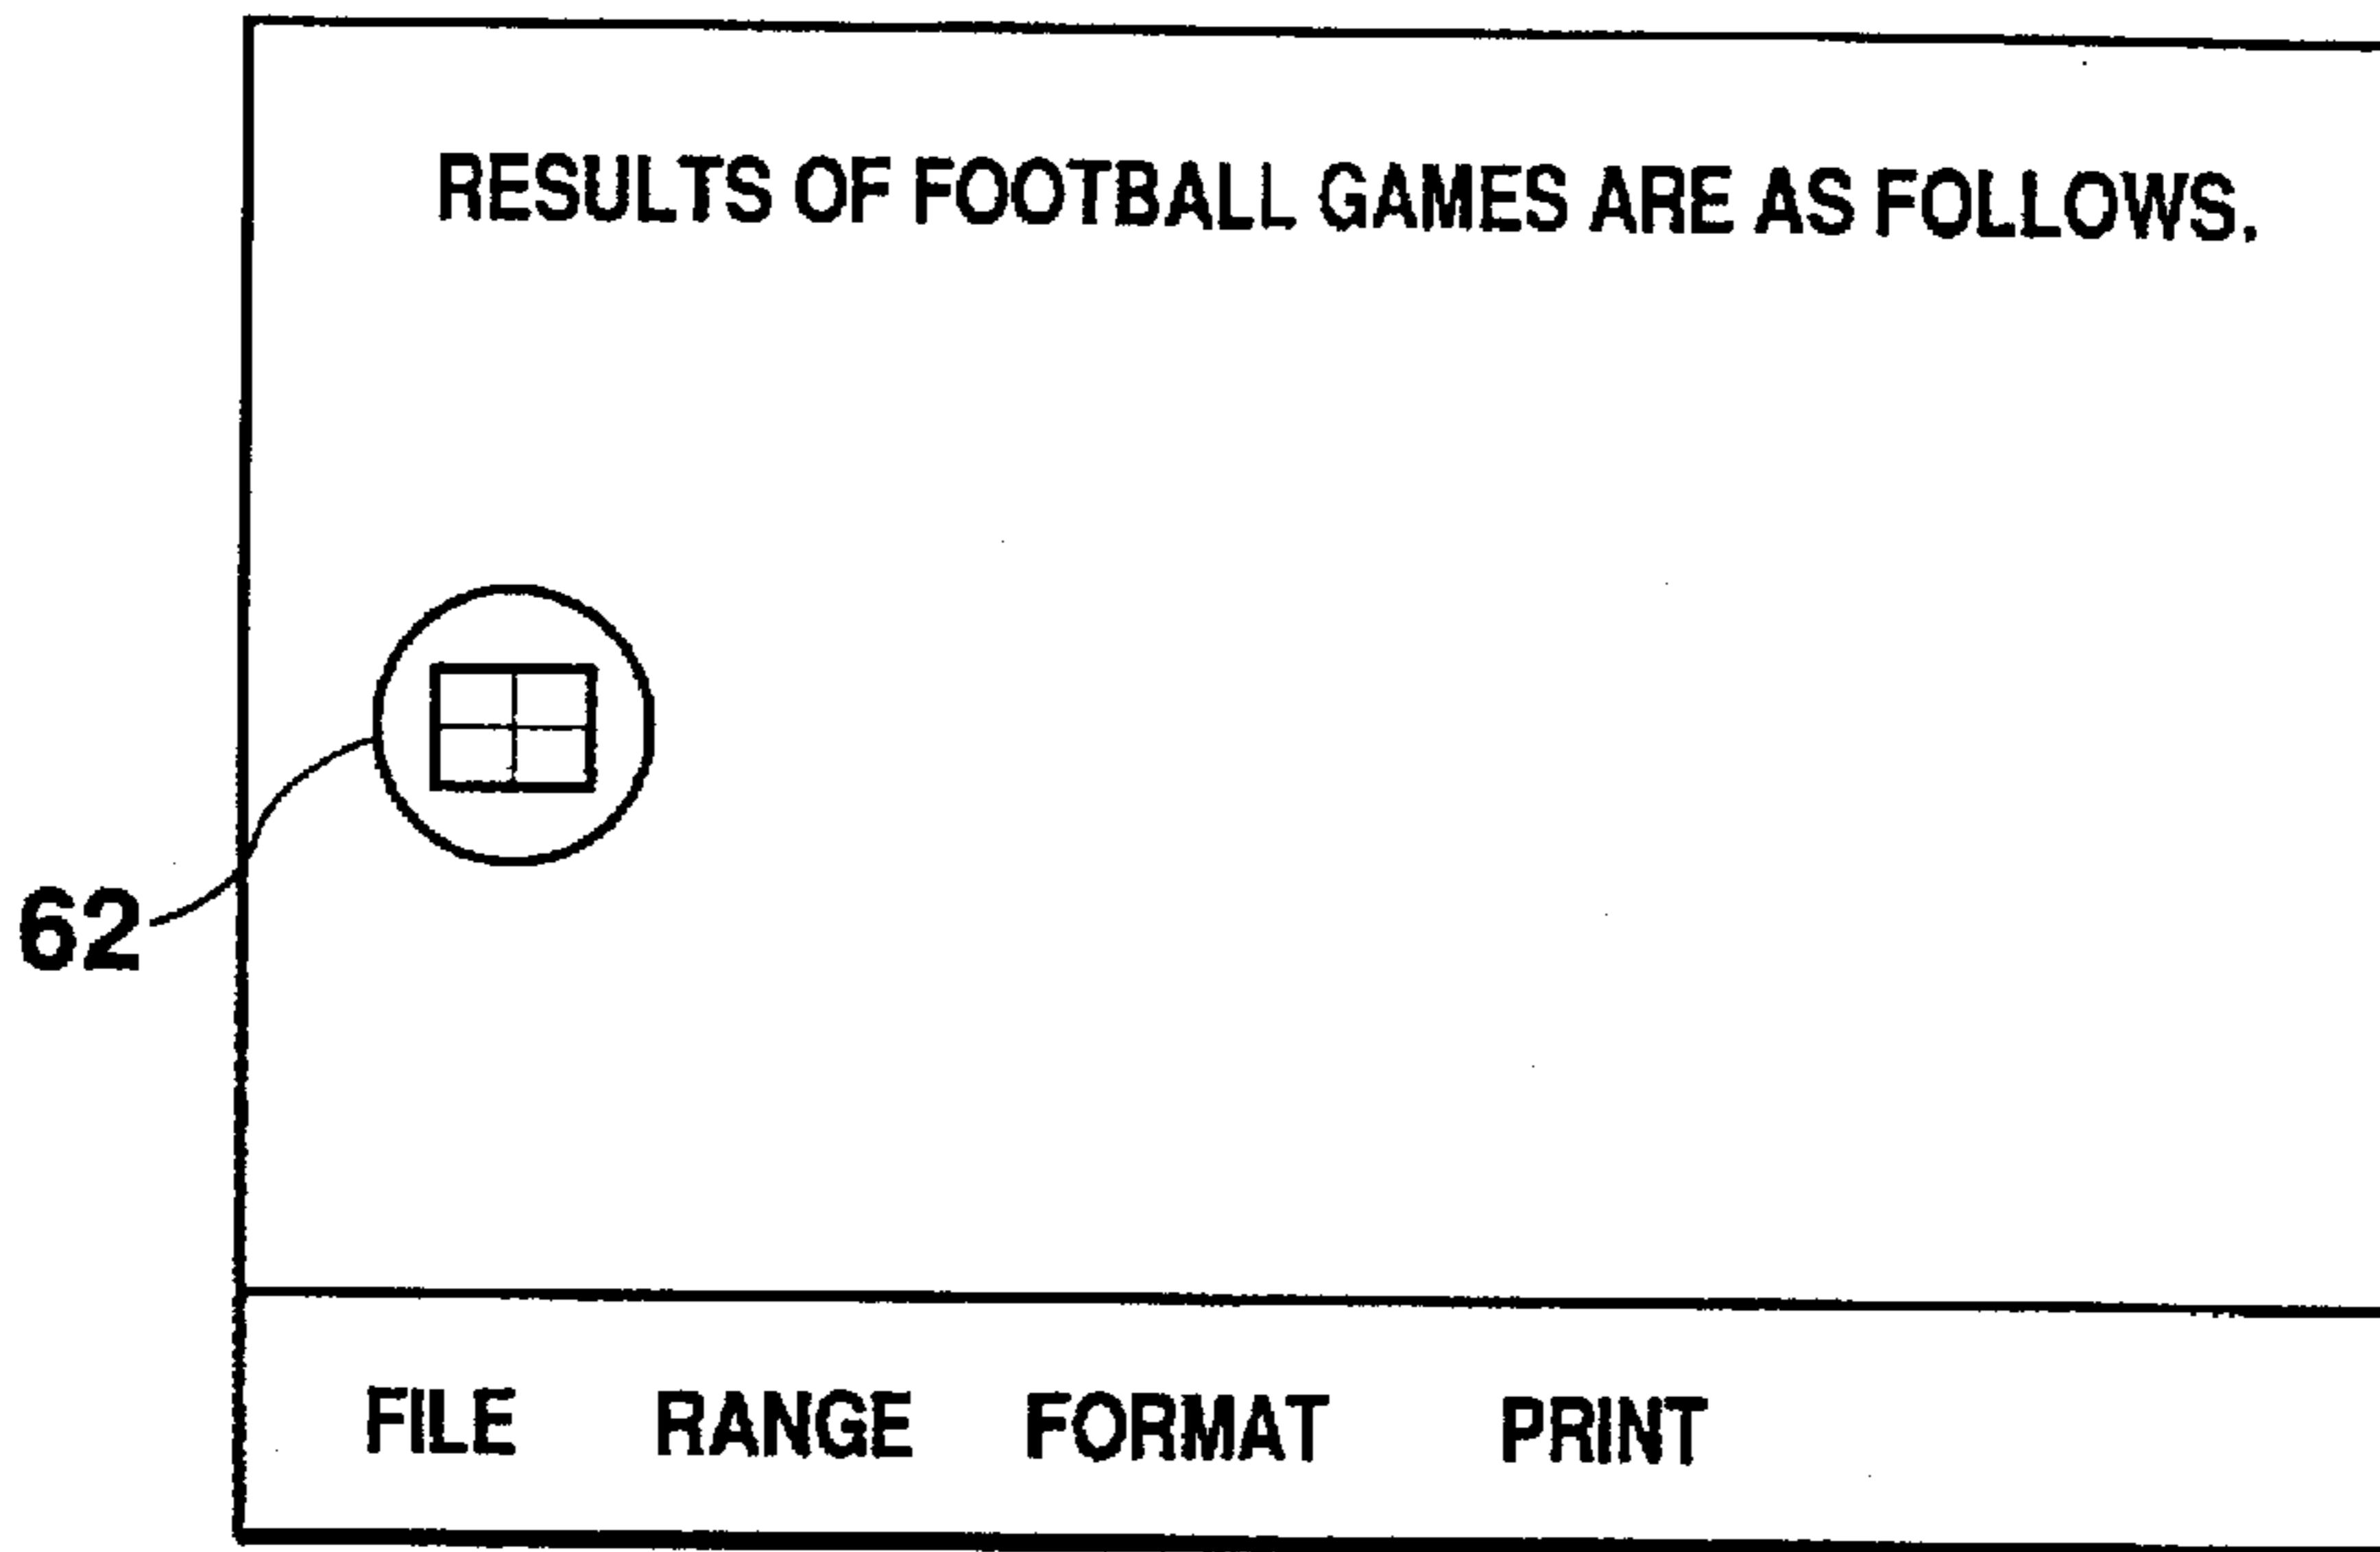 RESULTS OF FOOTBALL GAMES ARE AS FOLLOWS.
62
FILE RANGE FORMAT PRINT